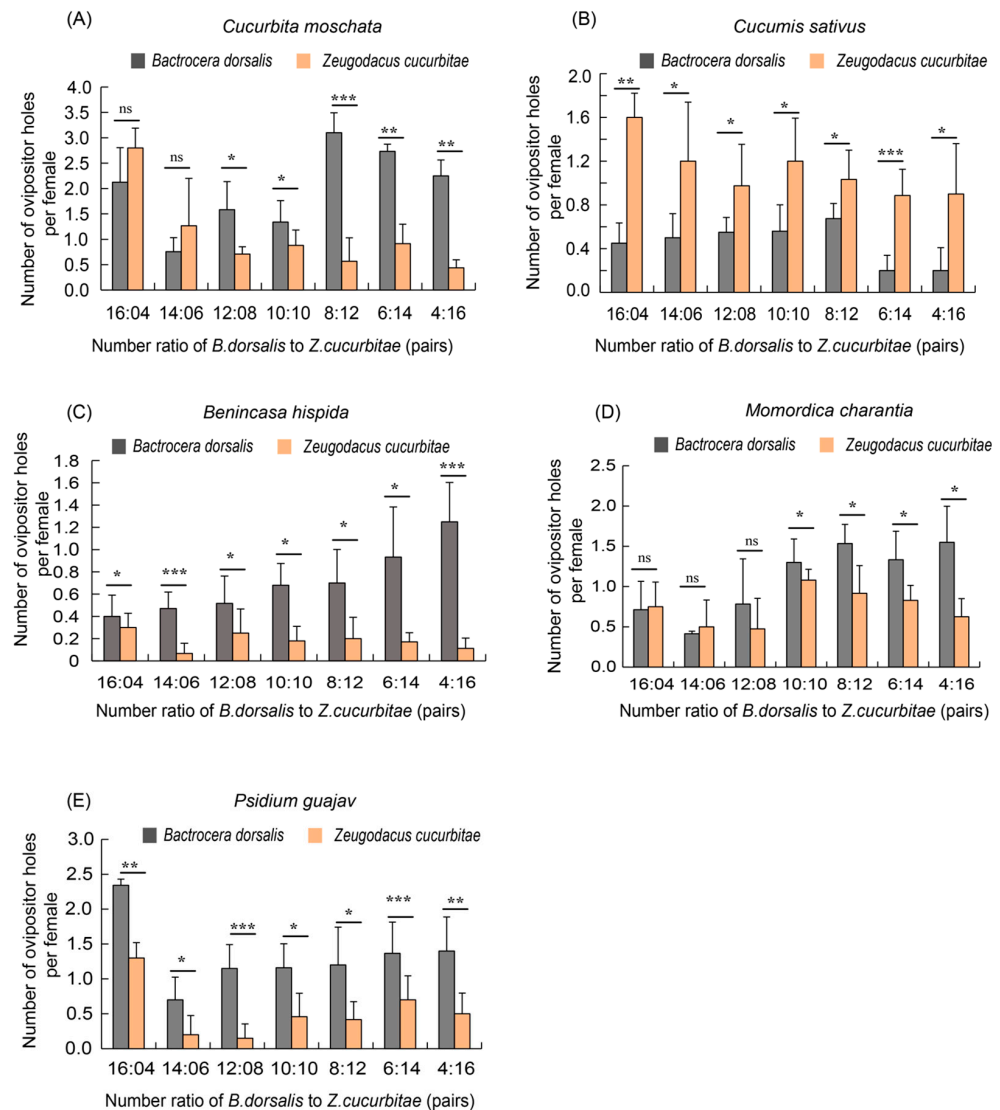 (A)
Cucurbita moschata
Bactrocera dorsalis Zeugodacus cucurbitae
Number of ovipositor holes
per female
4.0
3.5
3.0
2.5
2.0
1.5
1.0
0.5
0.0
ns
ns
*
*
***
**
**
16:04 14:06 12:08 10:10 8:12 6:14 4:16
Number ratio of B.dorsalis to Z.cucurbitae (pairs)
(B)
Cucumis sativus
Bactrocera dorsalis Zeugodacus cucurbitae
Number of ovipositor holes
per female
2.0
1.6
1.2
0.8
0.4
0.0
**
*
*
*
*
***
*
16:04 14:06 12:08 10:10 8:12 6:14 4:16
Number ratio of B.dorsalis to Z.cucurbitae (pairs)
(C)
Benincasa hispida
Bactrocera dorsalis Zeugodacus cucurbitae
Number of ovipositor holes
per female
1.8
1.6
1.4
1.2
1.0
0.8
0.6
0.4
0.2
0
*
***
*
*
*
*
***
16:04 14:06 12:08 10:10 8:12 6:14 4:16
Number ratio of B.dorsalis to Z.cucurbitae (pairs)
(D)
Momordica charantia
Bactrocera dorsalis Zeugodacus cucurbitae
Number of ovipositor holes
per female
2.5
2.0
1.5
1.0
0.5
0.0
ns
ns
ns
*
*
*
*
16:04 14:06 12:08 10:10 8:12 6:14 4:16
Number ratio of B.dorsalis to Z.cucurbitae (pairs)
(E)
Psidium guajav
Bactrocera dorsalis Zeugodacus cucurbitae
Number of ovipositor holes
per female
3.0
2.5
2.0
1.5
1.0
0.5
0.0
**
*
***
*
*
***
**
16:04 14:06 12:08 10:10 8:12 6:14 4:16
Number ratio of B.dorsalis to Z.cucurbitae (pairs)